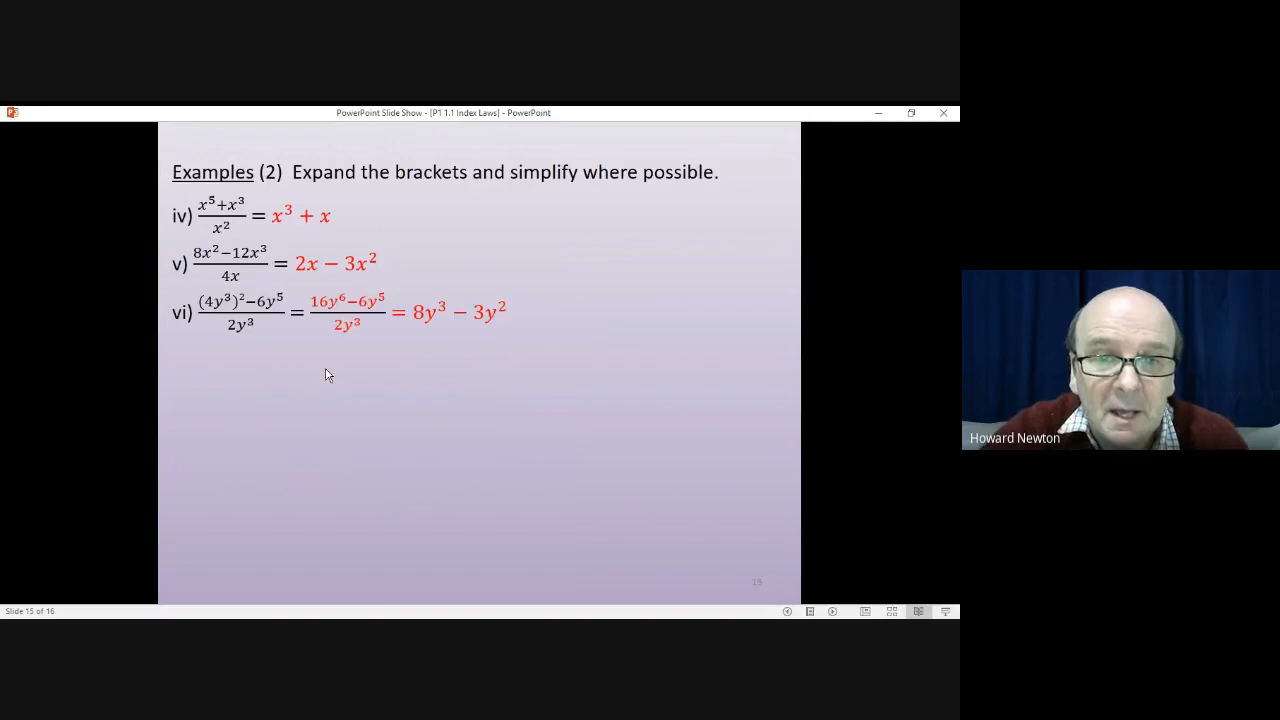 PowerPoint Slide Show - [P1 1.1 Index Laws] - PowerPoint
Examples (2) Expand the brackets and simplify where possible.
iv) (x⁵+x³)/x² = x³ + x
v) (8x²−12x³)/4x = 2x − 3x²
vi) ((4y³)²−6y⁵)/2y³ = (16y⁶−6y⁵)/2y³ = 8y³ − 3y²
Howard Newton
Slide 15 of 16